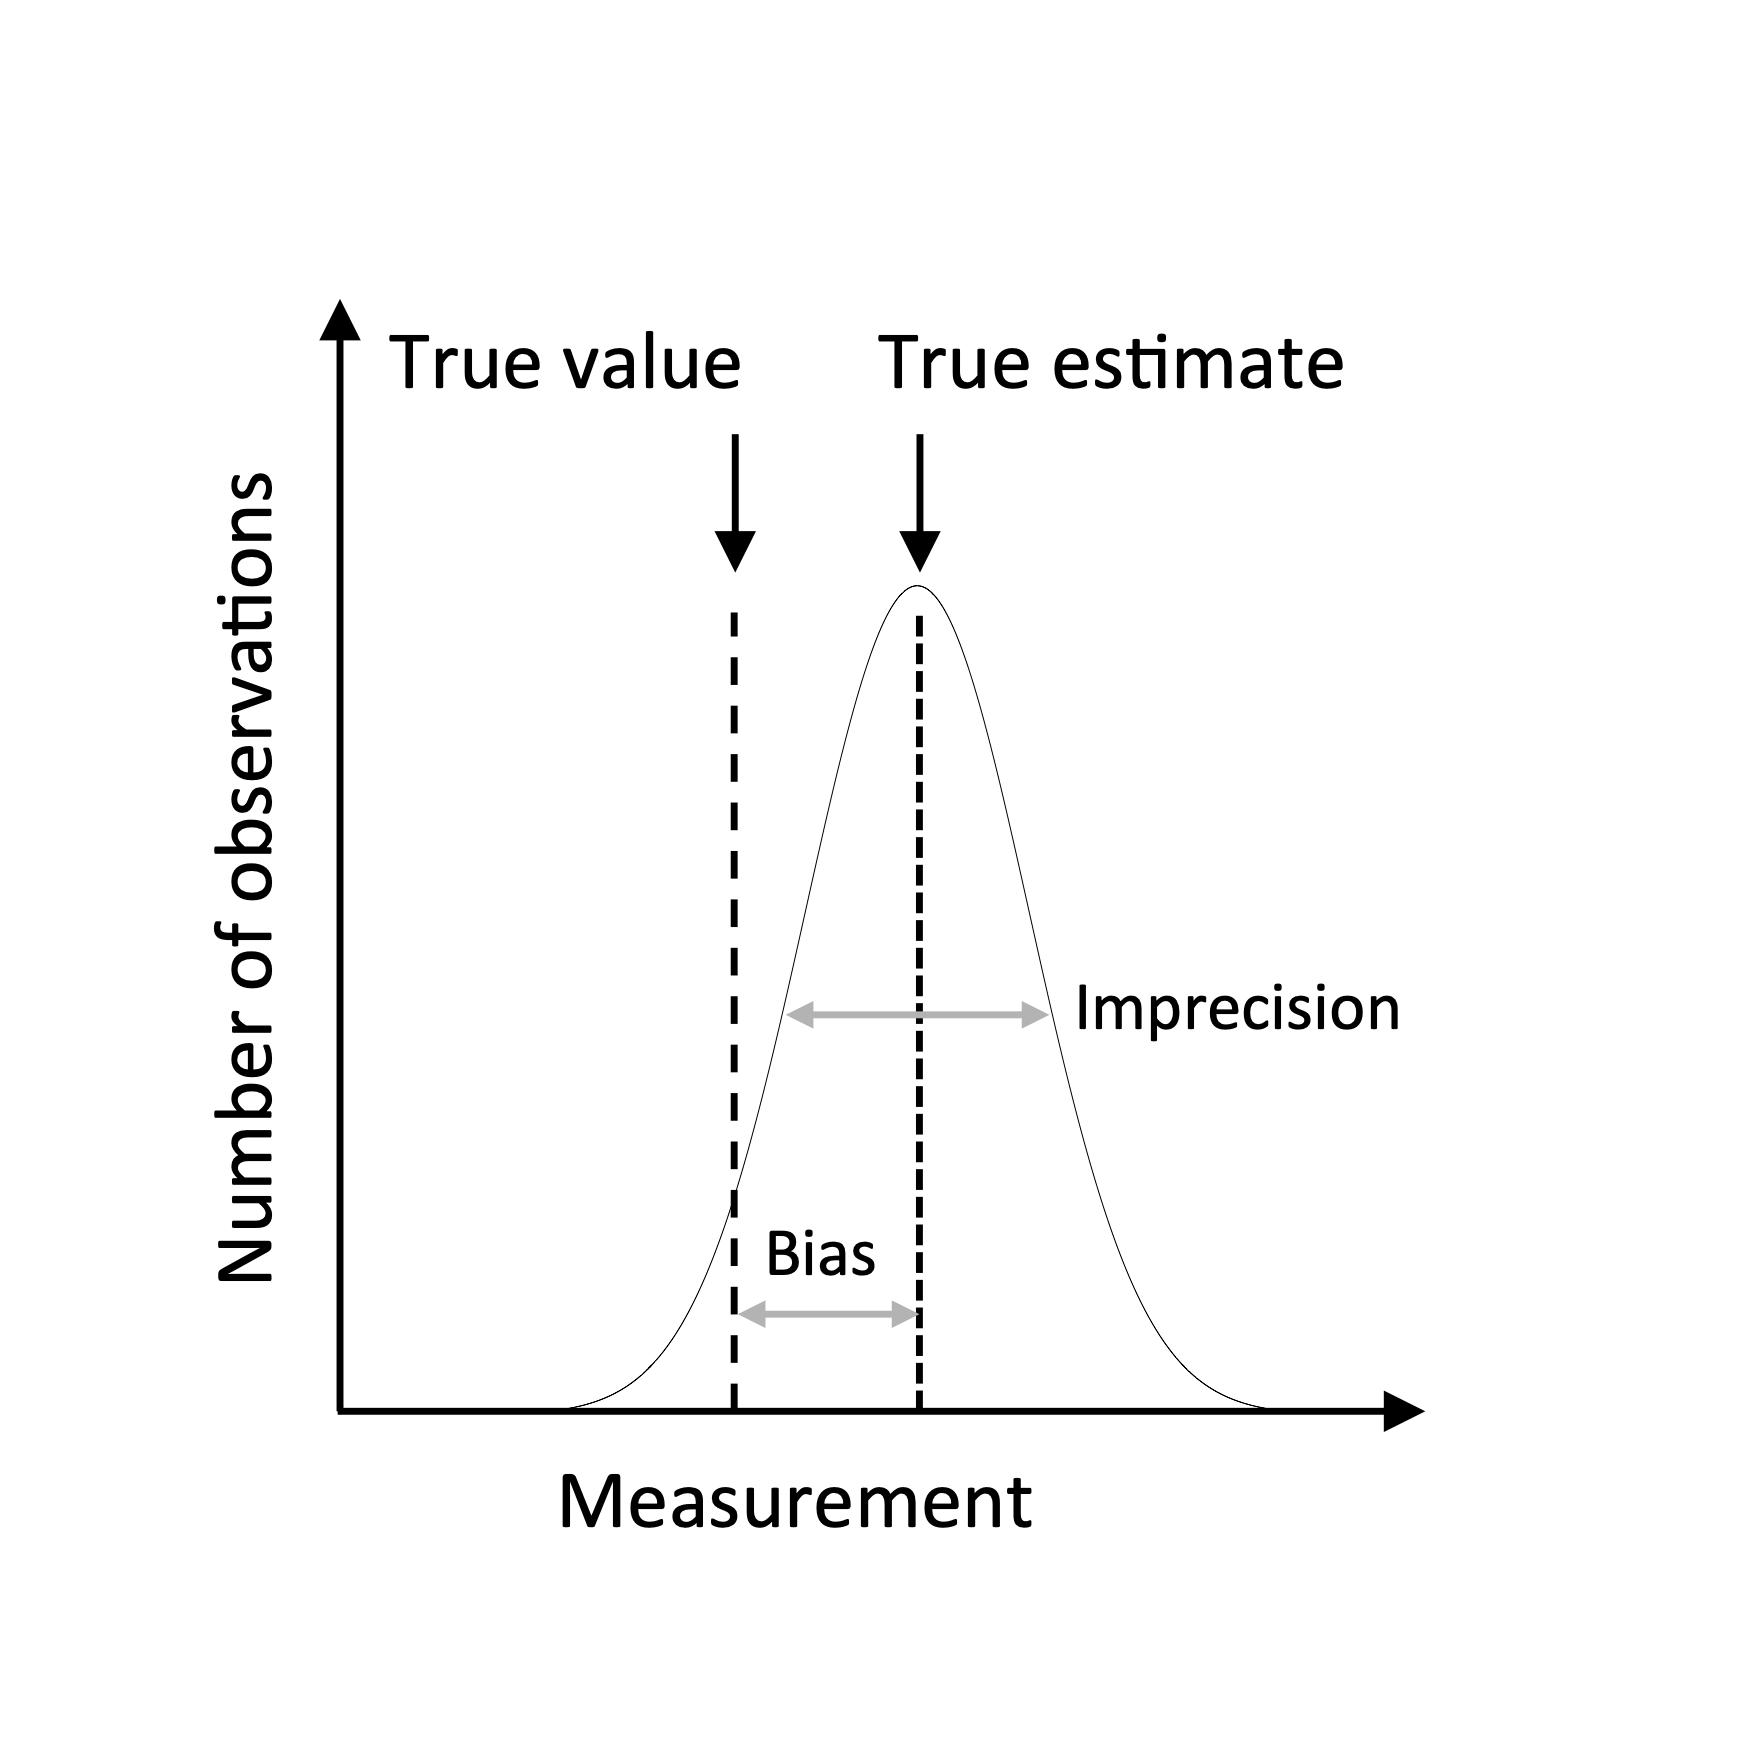 True value
True estimate
Number of observations
Imprecision
Bias
Measurement